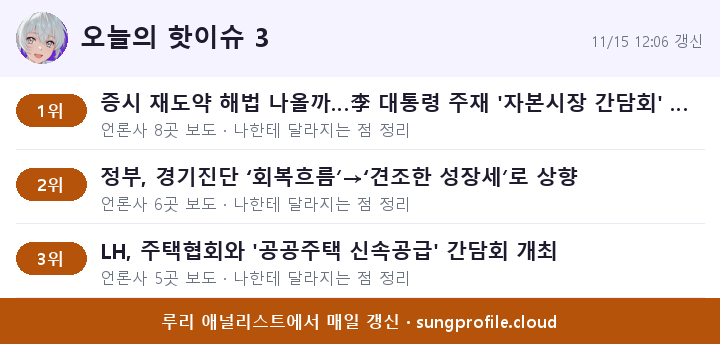 오늘의 핫이슈 3
11/15 12:06 갱신
1위
증시 재도약 해법 나올까…李 대통령 주재 '자본시장 간담회' …
언론사 8곳 보도 · 나한테 달라지는 점 정리
2위
정부, 경기진단 ‘회복흐름’→‘견조한 성장세’로 상향
언론사 6곳 보도 · 나한테 달라지는 점 정리
3위
LH, 주택협회와 '공공주택 신속공급' 간담회 개최
언론사 5곳 보도 · 나한테 달라지는 점 정리
루리 애널리스트에서 매일 갱신 · sungprofile.cloud